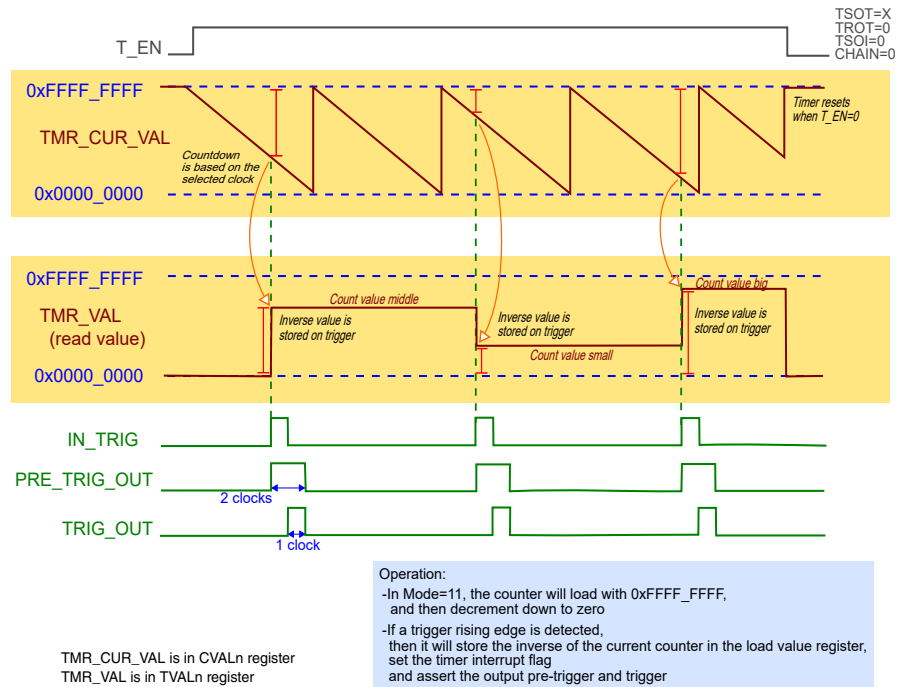 TSOT=X
TROT=0
TSOI=0
CHAIN=0
T_EN
0xFFFF_FFFF
TMR_CUR_VAL
0x0000_0000
Countdown
is based on the
selected clock
Timer resets
when T_EN=0
0xFFFF_FFFF
TMR_VAL
(read value)
0x0000_0000
Count value middle
Inverse value is
stored on trigger
Inverse value is
stored on trigger
Count value small
Count value big
Inverse value is
stored on trigger
IN_TRIG
PRE_TRIG_OUT
2 clocks
TRIG_OUT
1 clock
Operation:
-In Mode=11, the counter will load with 0xFFFF_FFFF,
and then decrement down to zero
-If a trigger rising edge is detected,
then it will store the inverse of the current counter in the load value register,
set the timer interrupt flag
and assert the output pre-trigger and trigger
TMR_CUR_VAL is in CVALn register
TMR_VAL is in TVALn register